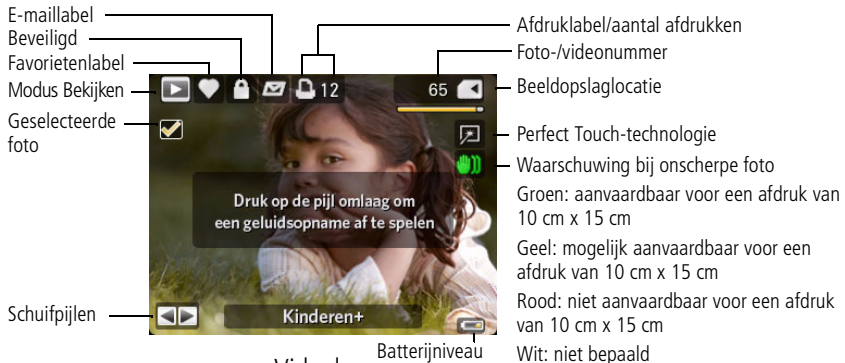 E-maillabel
Beveiligd
Favorietenlabel
Modus Bekijken
Geselecteerde
foto
Schuifpijlen
12
65
Druk op de pijl omlaag om
een geluidsopname af te spelen
Kinderen+
Batterijniveau
Afdruklabel/aantal afdrukken
Foto-/videonummer
Beeldopslaglocatie
Perfect Touch-technologie
Waarschuwing bij onscherpe foto
Groen: aanvaardbaar voor een afdruk van
10 cm x 15 cm
Geel: mogelijk aanvaardbaar voor een
afdruk van 10 cm x 15 cm
Rood: niet aanvaardbaar voor een afdruk
van 10 cm x 15 cm
Wit: niet bepaald